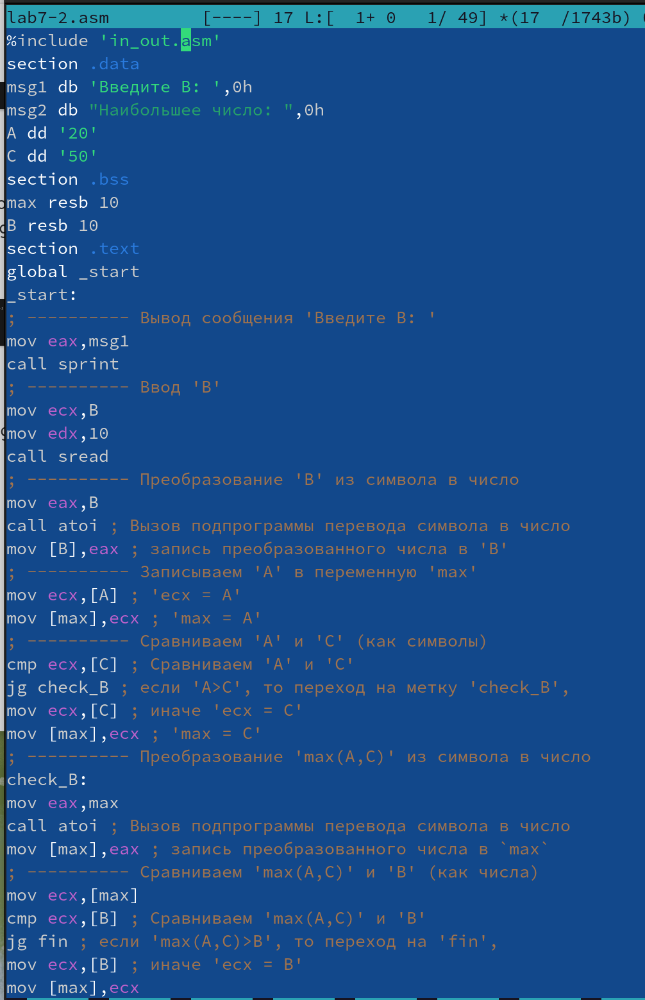 lab7-2.asm [----] 17 L:[ 1+ 0 1/ 49] *(17 /1743b)
%include 'in_out.asm'
section .data
msg1 db 'Введите B: ',0h
msg2 db "Наибольшее число: ",0h
A dd '20'
C dd '50'
section .bss
max resb 10
B resb 10
section .text
global _start
_start:
; ---------- Вывод сообщения 'Введите B: '
mov eax,msg1
call sprint
; ---------- Ввод 'B'
mov ecx,B
mov edx,10
call sread
; ---------- Преобразование 'B' из символа в число
mov eax,B
call atoi ; Вызов подпрограммы перевода символа в число
mov [B],eax ; запись преобразованного числа в 'B'
; ---------- Записываем 'A' в переменную 'max'
mov ecx,[A] ; 'ecx = A'
mov [max],ecx ; 'max = A'
; ---------- Сравниваем 'A' и 'C' (как символы)
cmp ecx,[C] ; Сравниваем 'A' и 'C'
jg check_B ; если 'A>C', то переход на метку 'check_B',
mov ecx,[C] ; иначе 'ecx = C'
mov [max],ecx ; 'max = C'
; ---------- Преобразование 'max(A,C)' из символа в число
check_B:
mov eax,max
call atoi ; Вызов подпрограммы перевода символа в число
mov [max],eax ; запись преобразованного числа в `max`
; ---------- Сравниваем 'max(A,C)' и 'B' (как числа)
mov ecx,[max]
cmp ecx,[B] ; Сравниваем 'max(A,C)' и 'B'
jg fin ; если 'max(A,C)>B', то переход на 'fin',
mov ecx,[B] ; иначе 'ecx = B'
mov [max],ecx